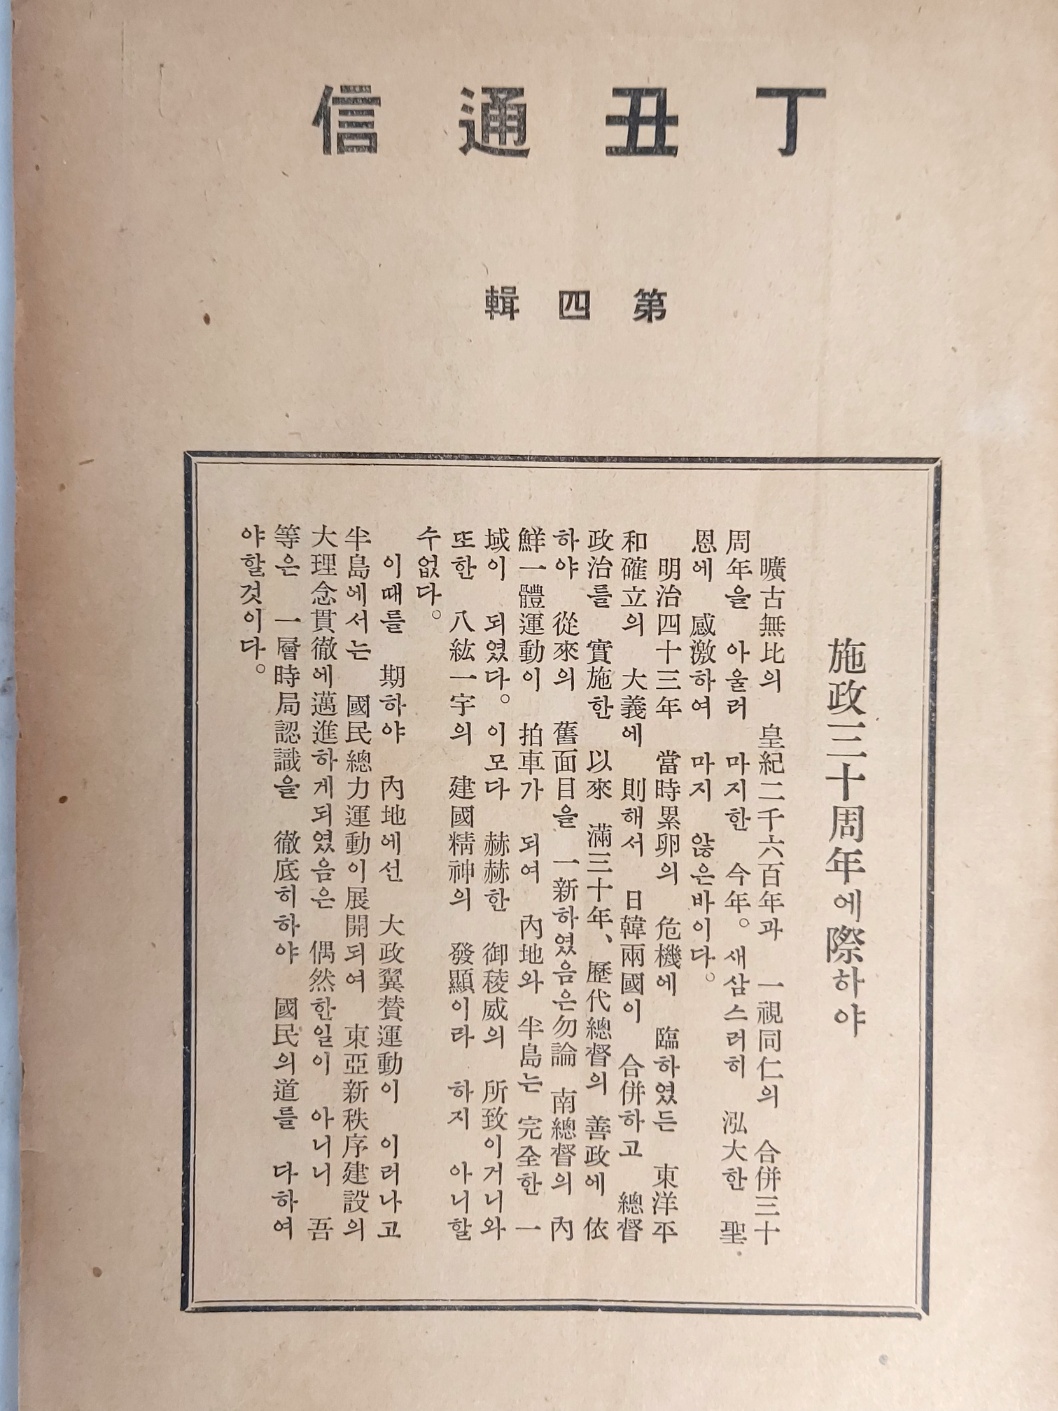 丁丑通信
第四輯
施政三十周年에際하야
曠古無比의 皇紀二千六百年과 一視同仁의 合併三十
周年을 아울러 마지한 今年。새삼스러히 泓大한 聖
恩에 感激하여 마지 않은바이다。
明治四十三年 當時累卵의 危機에 臨하였든 東洋平
和確立의 大義에 則해서 日韓兩國이 合併하고 總督
政治를 實施한 以來 滿三十年、歷代總督의 善政에 依
하야 從來의 舊面目을 一新하였음은勿論 南總督의 內
鮮一體運動이 拍車가 되여 內地와 半島는 完全한 一
域이 되였다。이모다 赫赫한 御稜威의 所致이거니와
또한 八紘一宇의 建國精神의 發顯이라 하지 아니할
수없다。
이때를 期하야 內地에선 大政翼贊運動이 이러나고
半島에서는 國民總力運動이展開되여 東亞新秩序建設의
大理念貫徹에邁進하게되였음은 偶然한일이 아니니 吾
等은 一層時局認識을 徹底히하야 國民의道를 다하여
야할것이다。